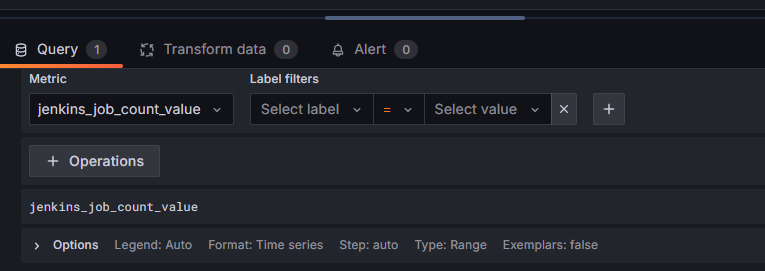 Query 1 Transform data 0 Alert 0
Metric Label filters
jenkins_job_count_value Select label = Select value
Operations
jenkins_job_count_value
Options Legend: Auto Format: Time series Step: auto Type: Range Exemplars: false